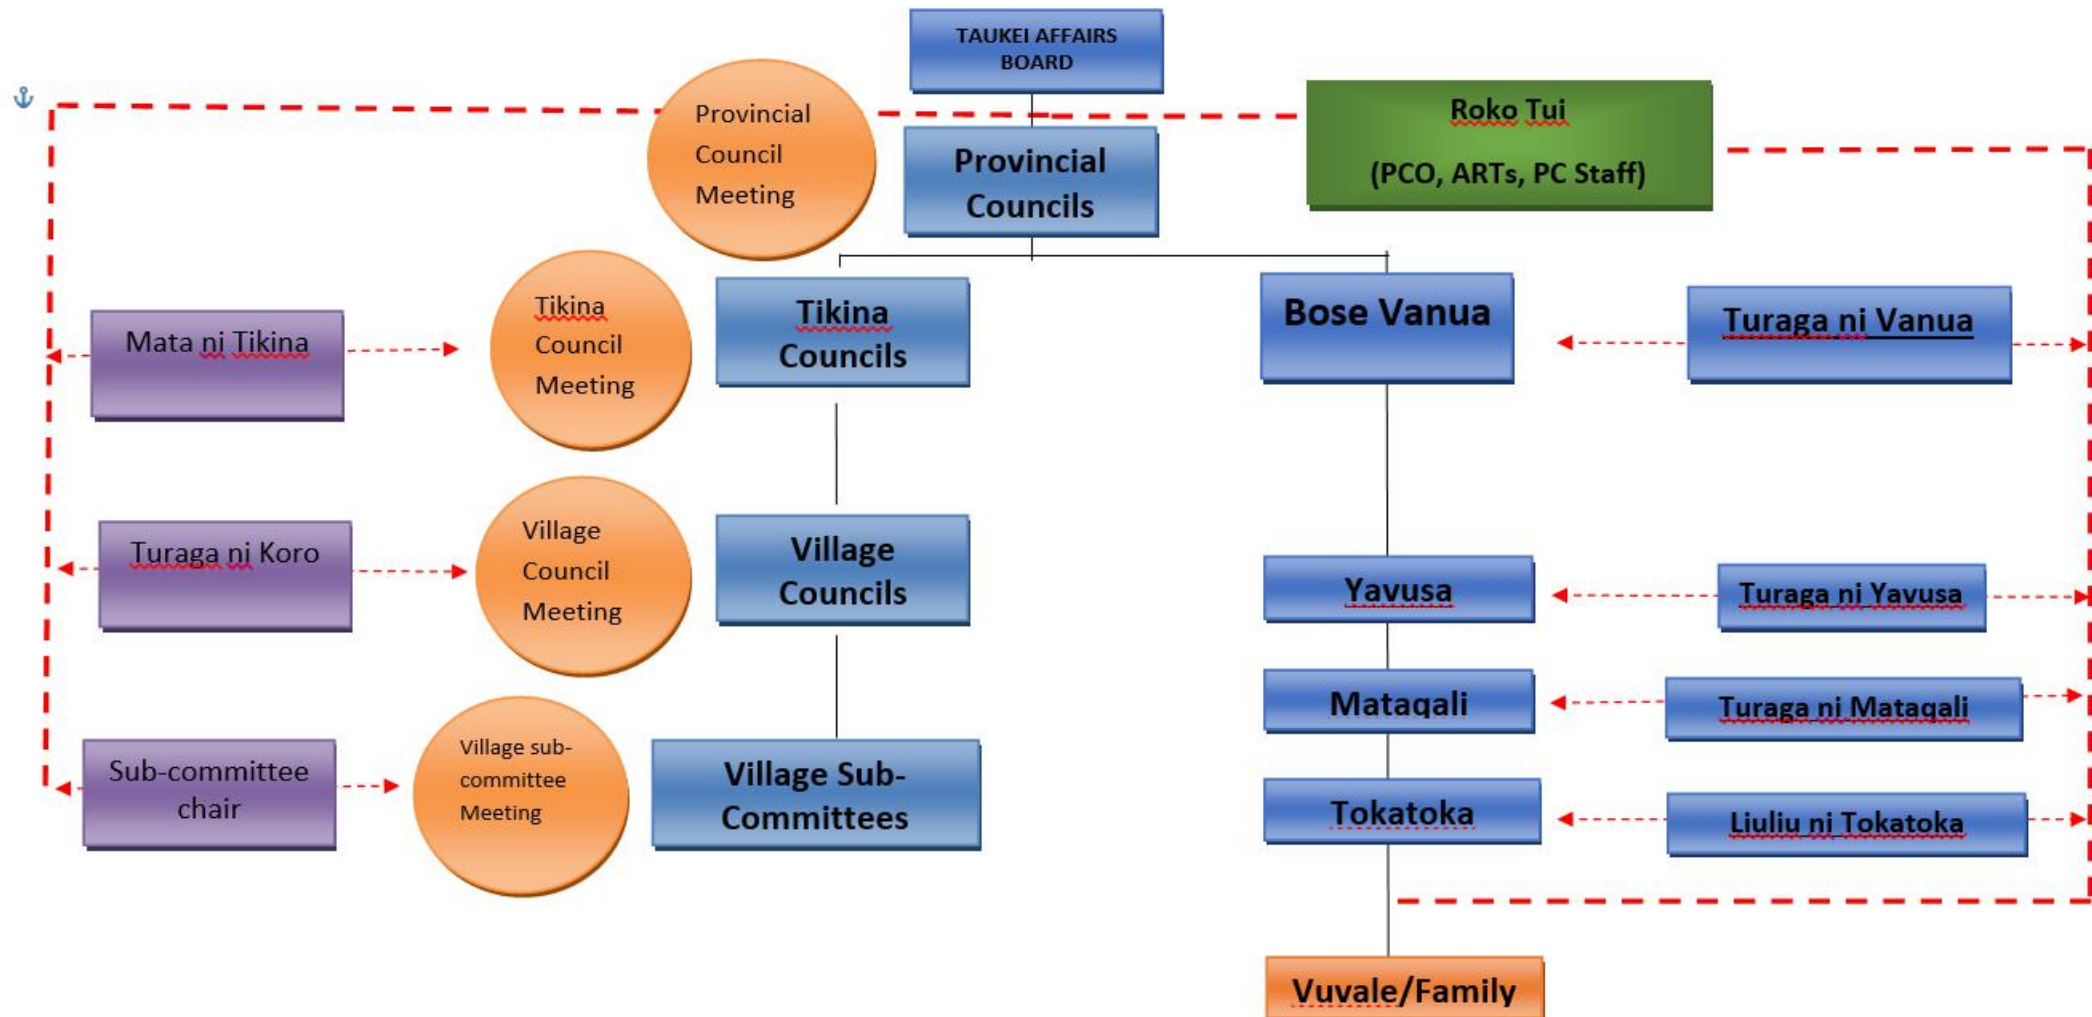 TAUKEI AFFAIRS
BOARD
Provincial
Council
Meeting
Provincial
Councils
Roko Tui
(PCO, ARTs, PC Staff)
Mata ni Tikina
Tikina
Council
Meeting
Tikina
Councils
Bose Vanua
Turaga ni Vanua
Turaga ni Koro
Village
Council
Meeting
Village
Councils
Yavusa
Turaga ni Yavusa
Mataqali
Turaga ni Mataqali
Sub-committee
chair
Village sub-
committee
Meeting
Village Sub-
Committees
Tokatoka
Liuliu ni Tokatoka
Vuvale/Family